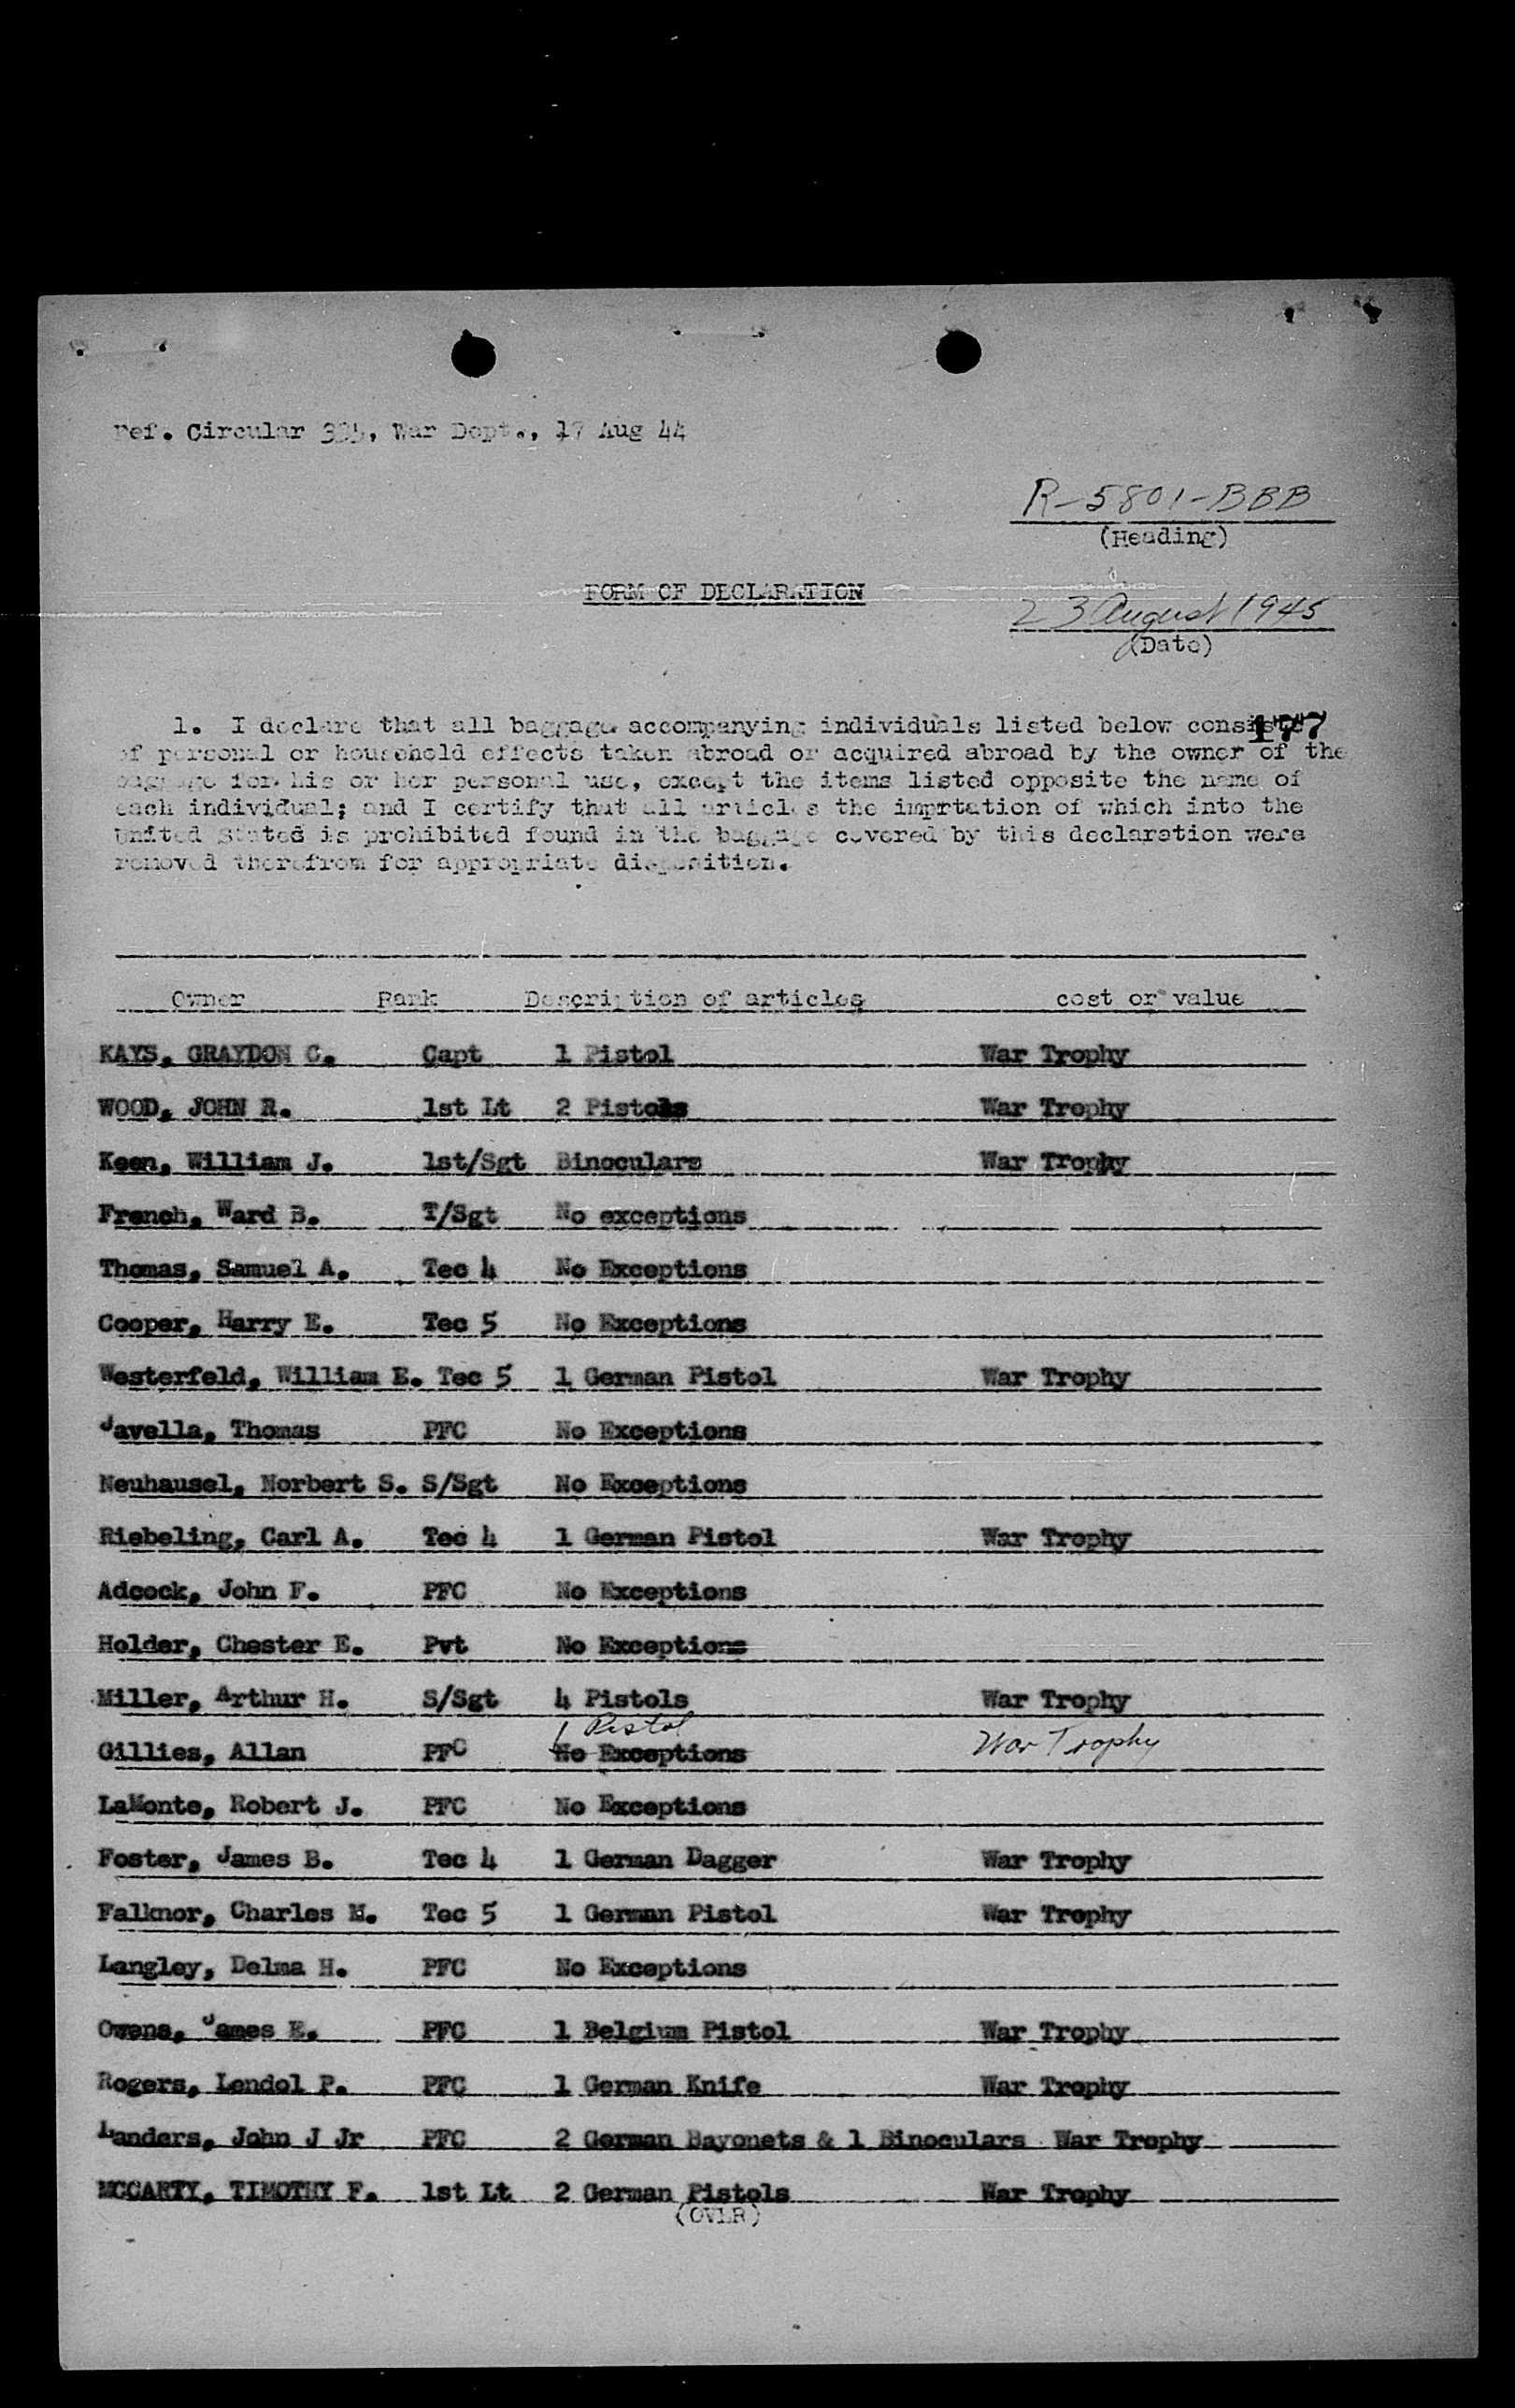 Ref. Circular 335, War Dept., 17 Aug 44
R-5801-BBB
(Heading)
FORM OF DECLARATION
23 August 1945
(Date)
177
1. I declare that all baggage accompanying individuals listed below consists
of personal or household effects taken abroad or acquired abroad by the owner of the
baggage for his or her personal use, except the items listed opposite the name of
each individual; and I certify that all articles the imprtation of which into the
United States is prohibited found in the baggage covered by this declaration were
removed therefrom for appropriate disposition.
Owner Rank Description of articles cost or value
KAYS, GRAYDON C. Capt 1 Pistol War Trophy
WOOD, JOHN R. 1st Lt 2 Pistols War Trophy
Keen, William J. 1st/Sgt Binoculars War Trophy
French, Ward B. T/Sgt No exceptions
Thomas, Samuel A. Tec 4 No Exceptions
Cooper, Harry E. Tec 5 No Exceptions
Westerfeld, William E. Tec 5 1 German Pistol War Trophy
Javella, Thomas PFC No Exceptions
Neuhausel, Norbert S. S/Sgt No Exceptions
Riebeling, Carl A. Tec 4 1 German Pistol War Trophy
Adcock, John F. PFC No Exceptions
Holder, Chester E. Pvt No Exceptions
Miller, Arthur H. S/Sgt 4 Pistols War Trophy
1 Pistol
Gillies, Allan PFC No Exceptions War Trophy
LaMonte, Robert J. PFC No Exceptions
Foster, James B. Tec 4 1 German Dagger War Trophy
Falknor, Charles M. Tec 5 1 German Pistol War Trophy
Langley, Delma H. PFC No Exceptions
Owens, James E. PFC 1 Belgium Pistol War Trophy
Rogers, Lendol P. PFC 1 German Knife War Trophy
Landers, John J Jr PFC 2 German Bayonets & 1 Binoculars War Trophy
MCCARTY, TIMOTHY F. 1st Lt 2 German Pistols War Trophy
(OVER)